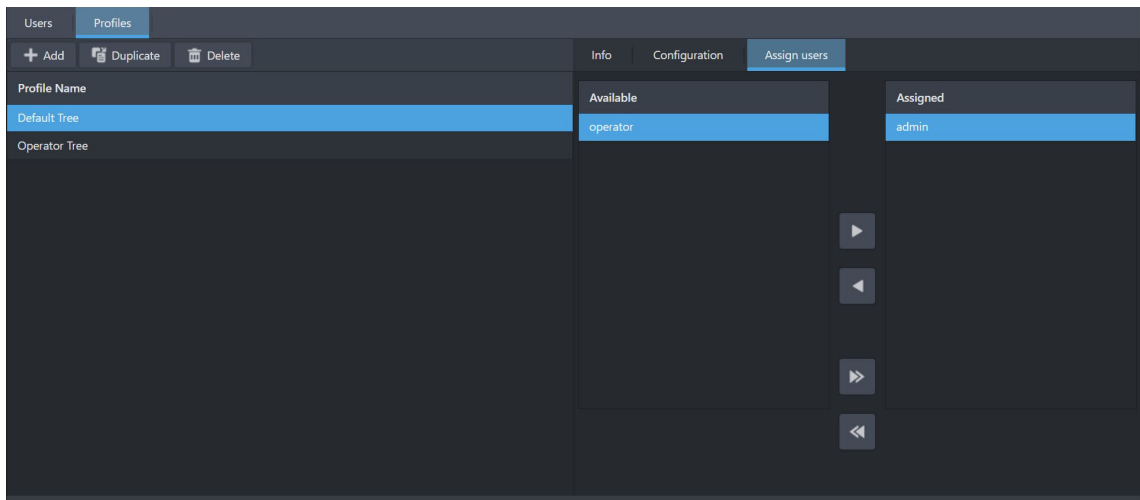 Users Profiles
Add Duplicate Delete
Info Configuration Assign users
Profile Name
Default Tree
Operator Tree
Available
operator
Assigned
admin